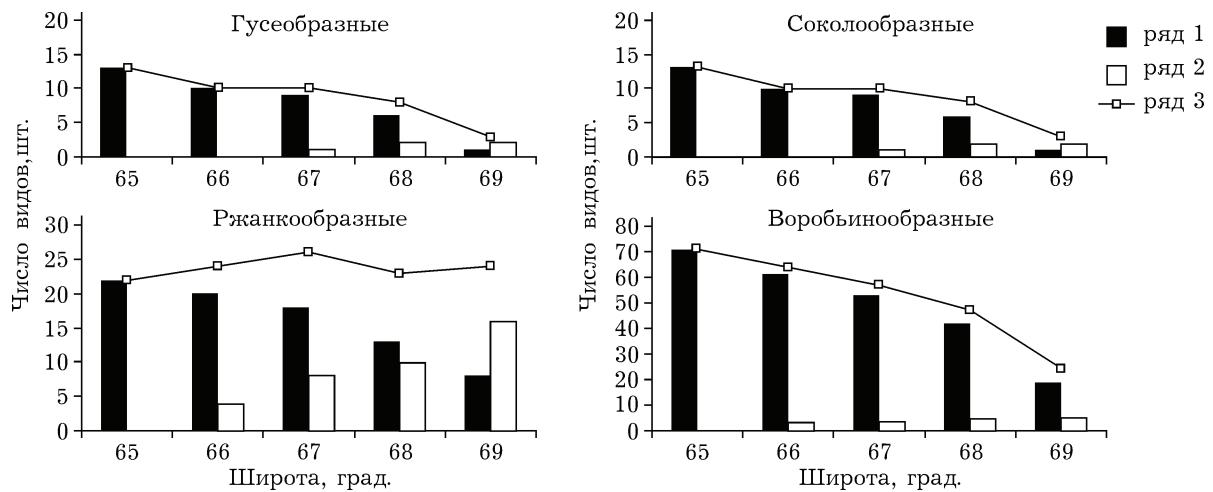 Гусеобразные
20
15
10
5
0
65 66 67 68 69
Соколообразные
20
15
10
5
0
65 66 67 68 69
ряд 1
ряд 2
ряд 3
Число видов,шт.
Ржанкообразные
30
25
20
15
10
5
0
65 66 67 68 69
Широта, град.
Число видов,шт.
Воробьинообразные
80
70
60
50
40
30
20
10
0
65 66 67 68 69
Широта, град.